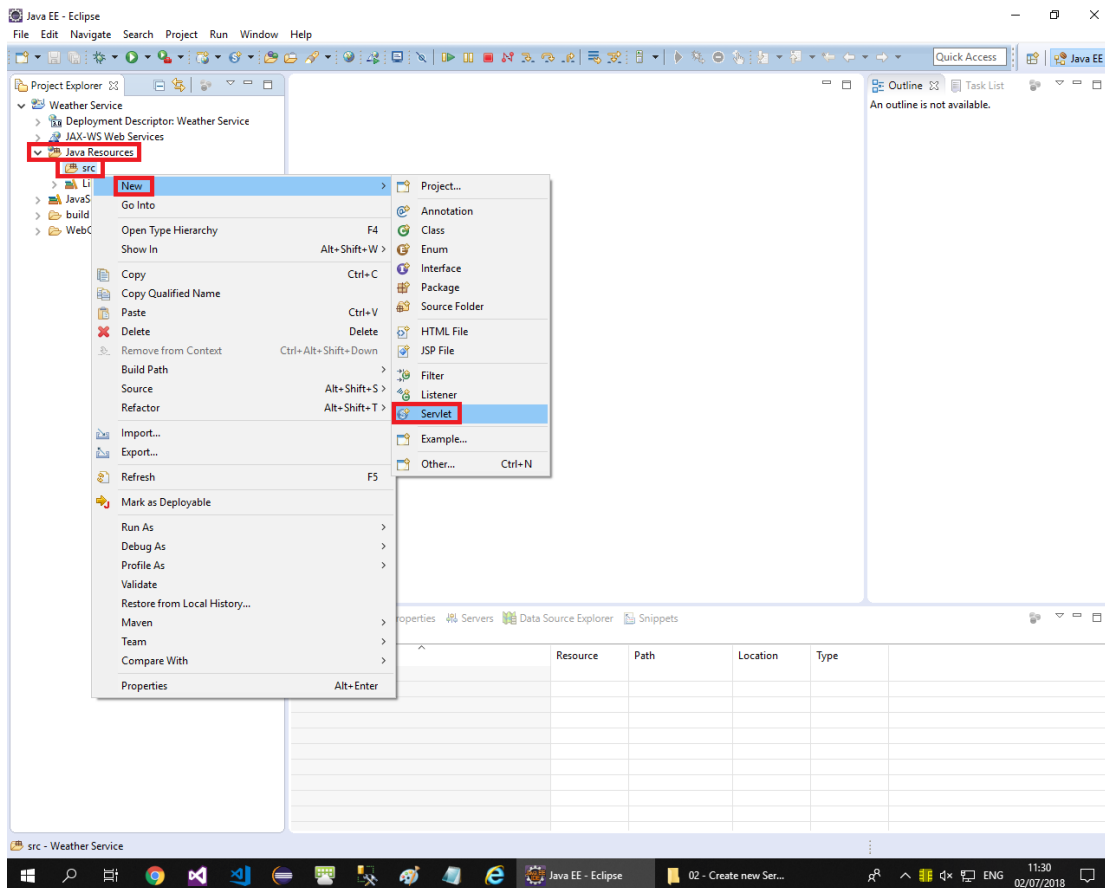 Java EE - Eclipse
File Edit Navigate Search Project Run Window Help
Quick Access
Java EE
Project Explorer
Outline
Task List
An outline is not available.
Weather Service
Deployment Descriptor: Weather Service
JAX-WS Web Services
Java Resources
src
Li
JavaS
build
WebC
New
Go Into
Open Type Hierarchy F4
Show In Alt+Shift+W
Copy Ctrl+C
Copy Qualified Name
Paste Ctrl+V
Delete Delete
Remove from Context Ctrl+Alt+Shift+Down
Build Path
Source Alt+Shift+S
Refactor Alt+Shift+T
Import...
Export...
Refresh F5
Mark as Deployable
Run As
Debug As
Profile As
Validate
Restore from Local History...
Maven
Team
Compare With
Properties Alt+Enter
Project...
Annotation
Class
Enum
Interface
Package
Source Folder
HTML File
JSP File
Filter
Listener
Servlet
Example...
Other... Ctrl+N
roperties Servers Data Source Explorer Snippets
Resource Path Location Type
src - Weather Service
Java EE - Eclipse
02 - Create new Ser...
ENG
11:30
02/07/2018